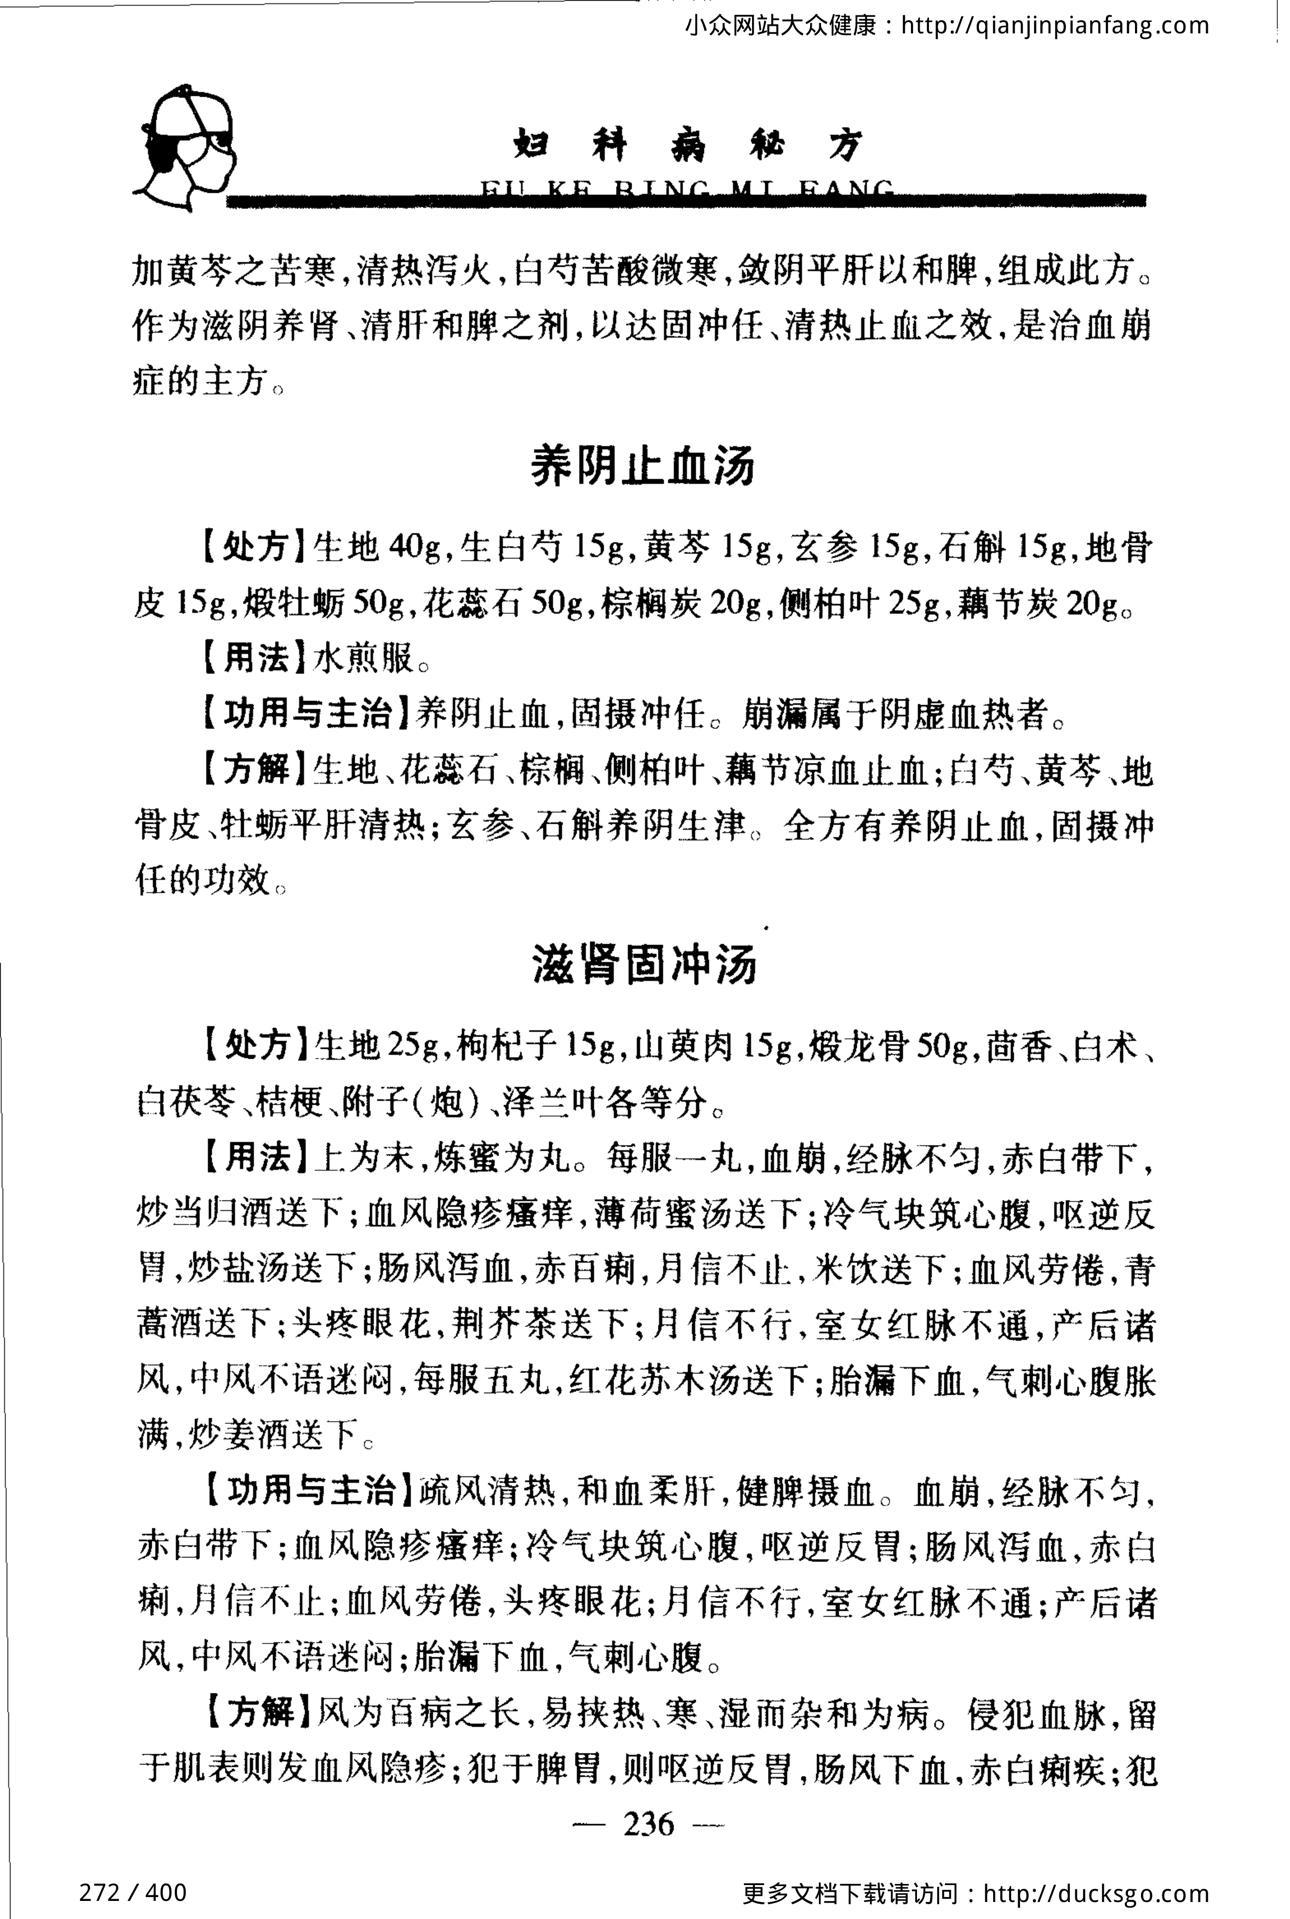 小众网站大众健康：http://qianjinpianfang.com
妇科病秘方
FU KE BING MI FANG
加黄芩之苦寒,清热泻火,白芍苦酸微寒,敛阴平肝以和脾,组成此方。
作为滋阴养肾、清肝和脾之剂,以达固冲任、清热止血之效,是治血崩
症的主方。
养阴止血汤
【处方】生地 40g,生白芍 15g,黄芩 15g,玄参 15g,石斛 15g,地骨
皮 15g,煅牡蛎 50g,花蕊石 50g,棕榈炭 20g,侧柏叶 25g,藕节炭 20g。
【用法】水煎服。
【功用与主治】养阴止血,固摄冲任。崩漏属于阴虚血热者。
【方解】生地、花蕊石、棕榈、侧柏叶、藕节凉血止血;白芍、黄芩、地
骨皮、牡蛎平肝清热;玄参、石斛养阴生津。全方有养阴止血,固摄冲
任的功效。
滋肾固冲汤
【处方】生地 25g,枸杞子 15g,山萸肉 15g,煅龙骨 50g,茴香、白术、
白茯苓、桔梗、附子(炮)、泽兰叶各等分。
【用法】上为末,炼蜜为丸。每服一丸,血崩,经脉不匀,赤白带下,
炒当归酒送下;血风隐疹瘙痒,薄荷蜜汤送下;冷气块筑心腹,呕逆反
胃,炒盐汤送下;肠风泻血,赤百痢,月信不止,米饮送下;血风劳倦,青
蒿酒送下;头疼眼花,荆芥茶送下;月信不行,室女红脉不通,产后诸
风,中风不语迷闷,每服五丸,红花苏木汤送下;胎漏下血,气刺心腹胀
满,炒姜酒送下。
【功用与主治】疏风清热,和血柔肝,健脾摄血。血崩,经脉不匀,
赤白带下;血风隐疹瘙痒;冷气块筑心腹,呕逆反胃;肠风泻血,赤白
痢,月信不止;血风劳倦,头疼眼花;月信不行,室女红脉不通;产后诸
风,中风不语迷闷;胎漏下血,气刺心腹。
【方解】风为百病之长,易挟热、寒、湿而杂和为病。侵犯血脉,留
于肌表则发血风隐疹;犯于脾胃,则呕逆反胃,肠风下血,赤白痢疾;犯
— 236 —
272 / 400
更多文档下载请访问：http://ducksgo.com